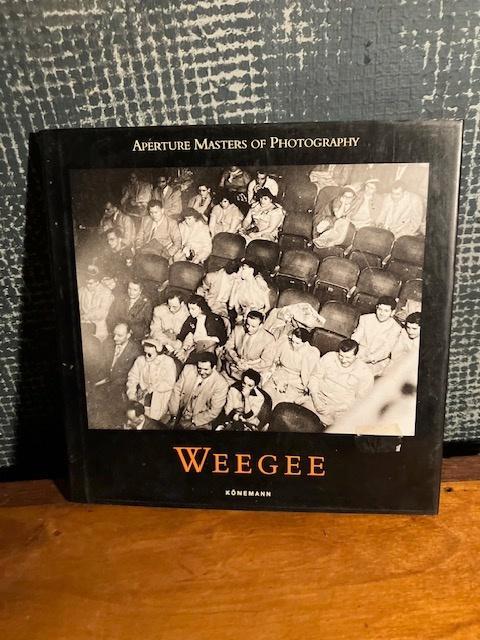 APERTURE MASTERS OF PHOTOGRAPHY
WEEGEE
KÖNEMANN